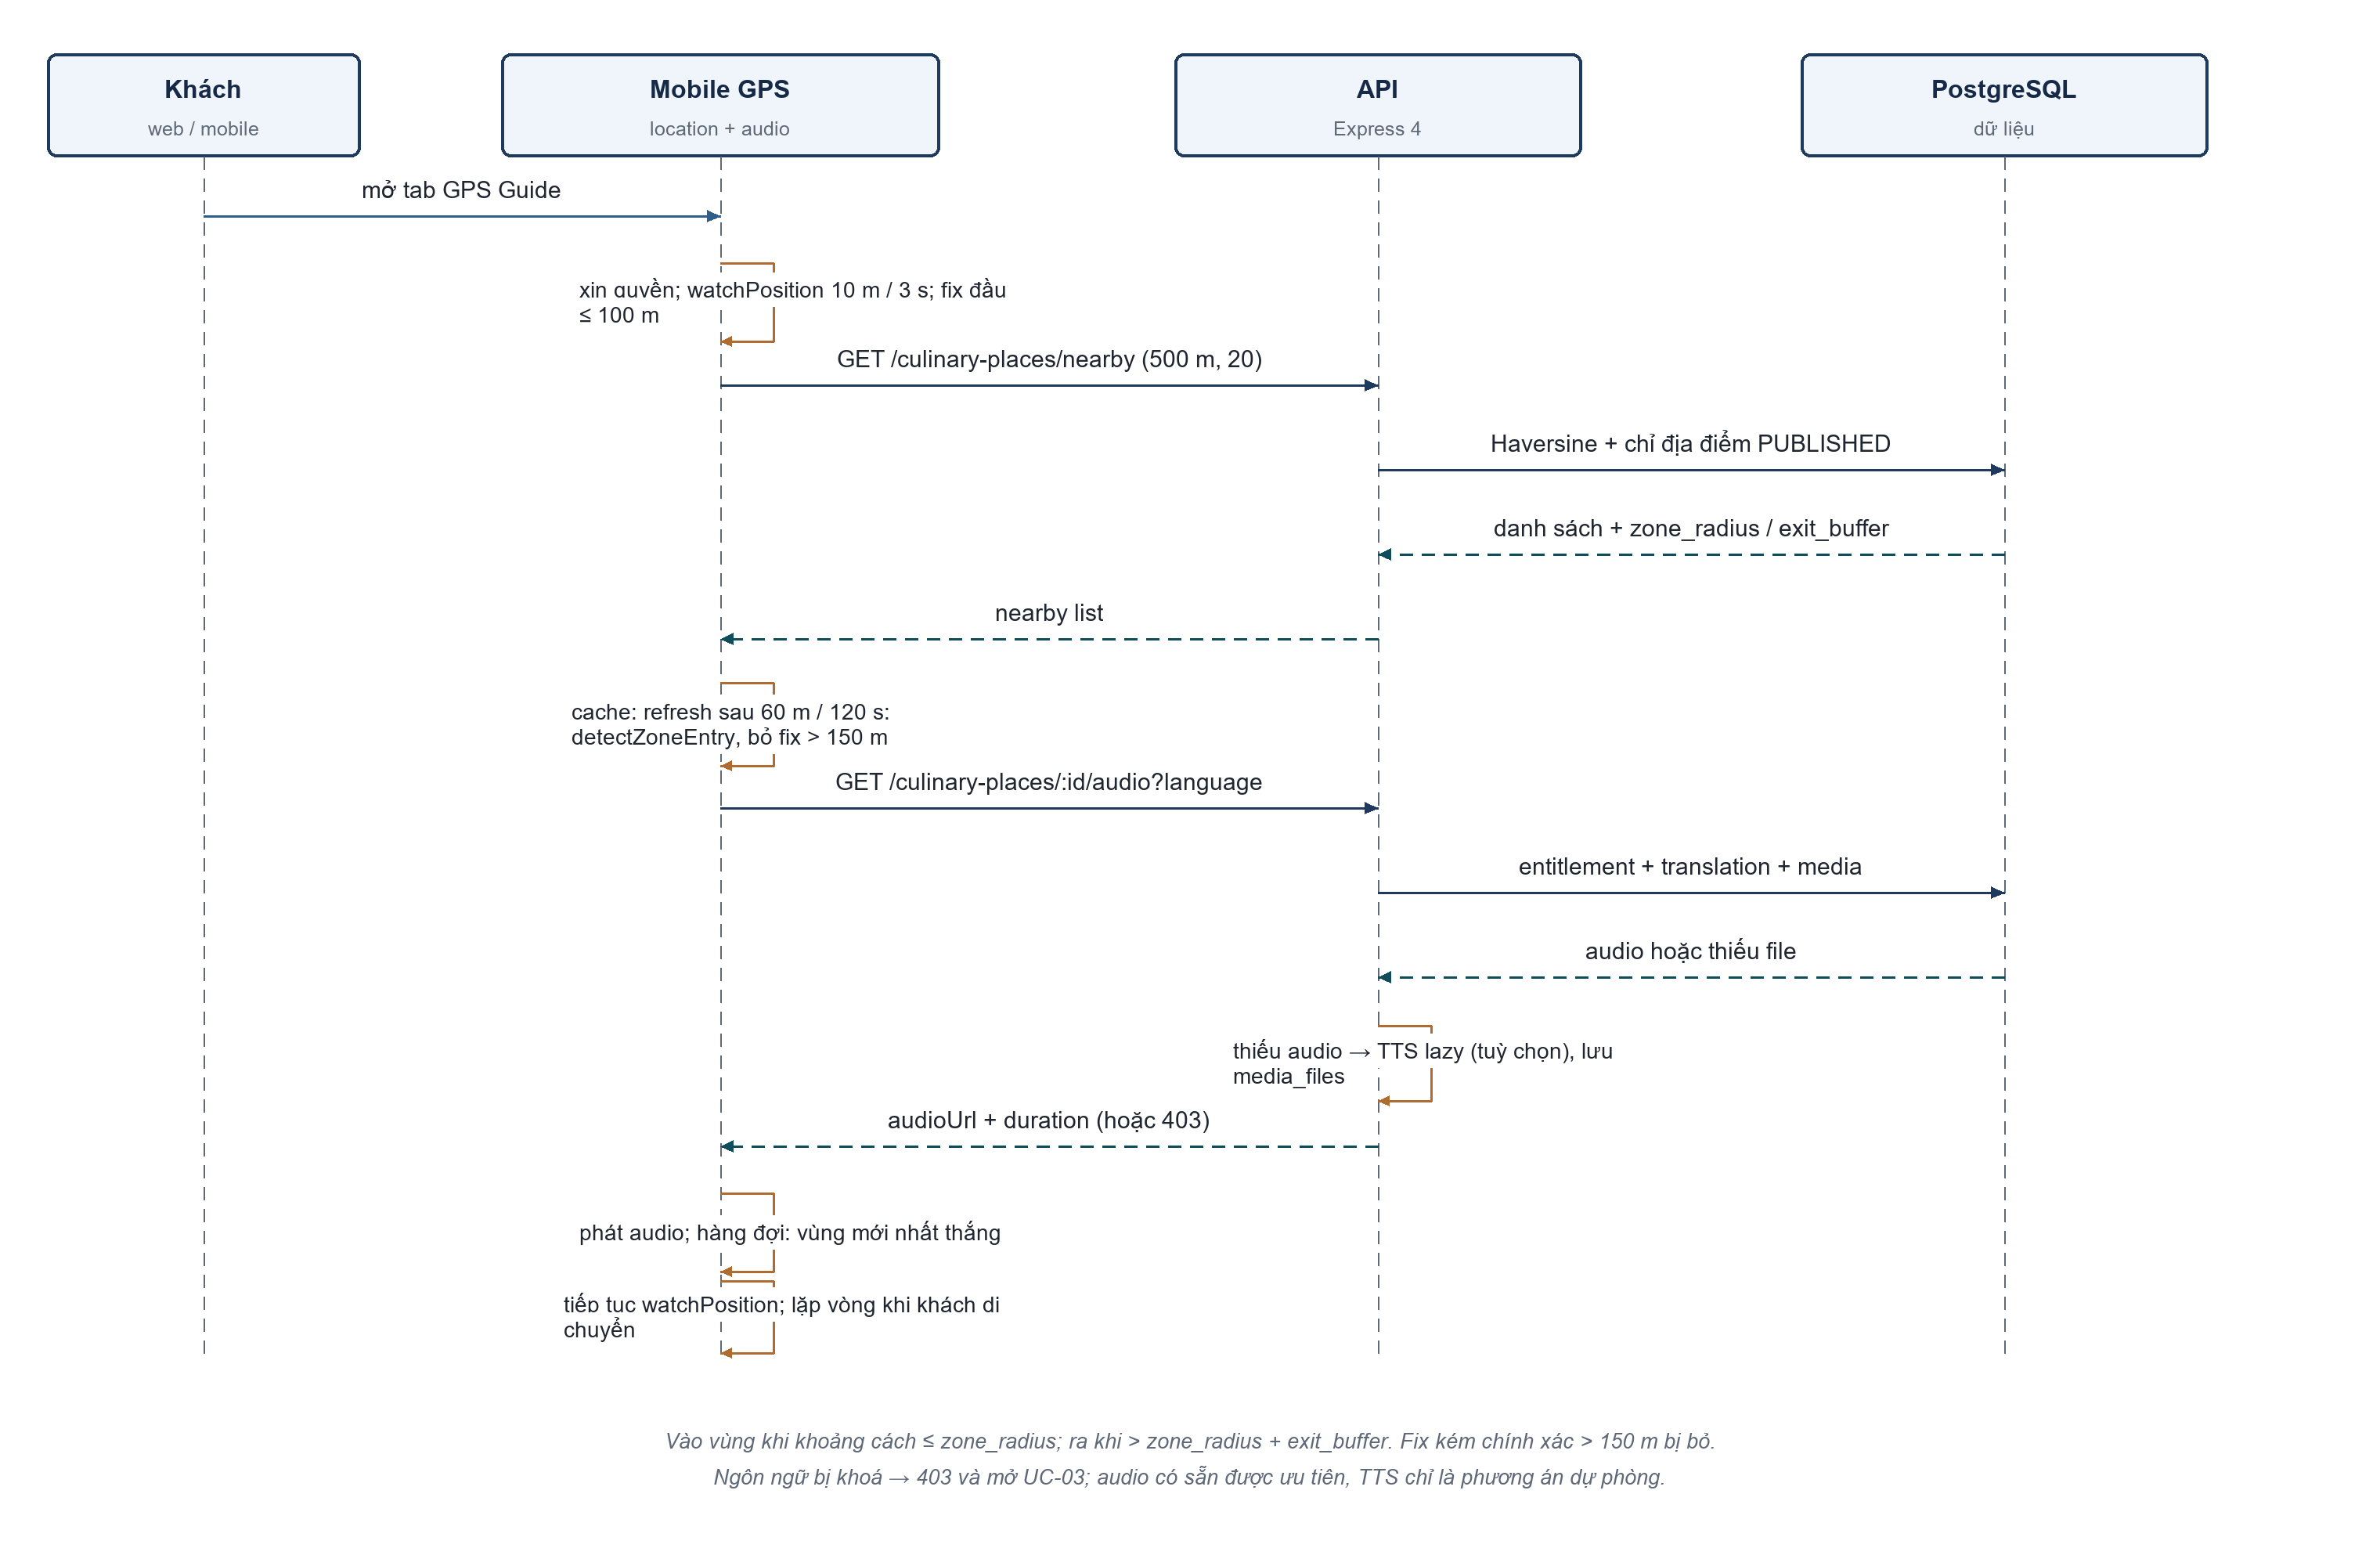 Khách
web / mobile
Mobile GPS
location + audio
API
Express 4
PostgreSQL
dữ liệu
mở tab GPS Guide
xin quyền; watchPosition 10 m / 3 s; fix đầu
≤ 100 m
GET /culinary-places/nearby (500 m, 20)
Haversine + chỉ địa điểm PUBLISHED
danh sách + zone_radius / exit_buffer
nearby list
cache: refresh sau 60 m / 120 s:
detectZoneEntry, bỏ fix > 150 m
GET /culinary-places/:id/audio?language
entitlement + translation + media
audio hoặc thiếu file
thiếu audio → TTS lazy (tuỳ chọn), lưu
media_files
audioUrl + duration (hoặc 403)
phát audio; hàng đợi: vùng mới nhất thắng
tiếp tục watchPosition; lặp vòng khi khách di
chuyển
Vào vùng khi khoảng cách ≤ zone_radius; ra khi > zone_radius + exit_buffer. Fix kém chính xác > 150 m bị bỏ.
Ngôn ngữ bị khoá → 403 và mở UC-03; audio có sẵn được ưu tiên, TTS chỉ là phương án dự phòng.